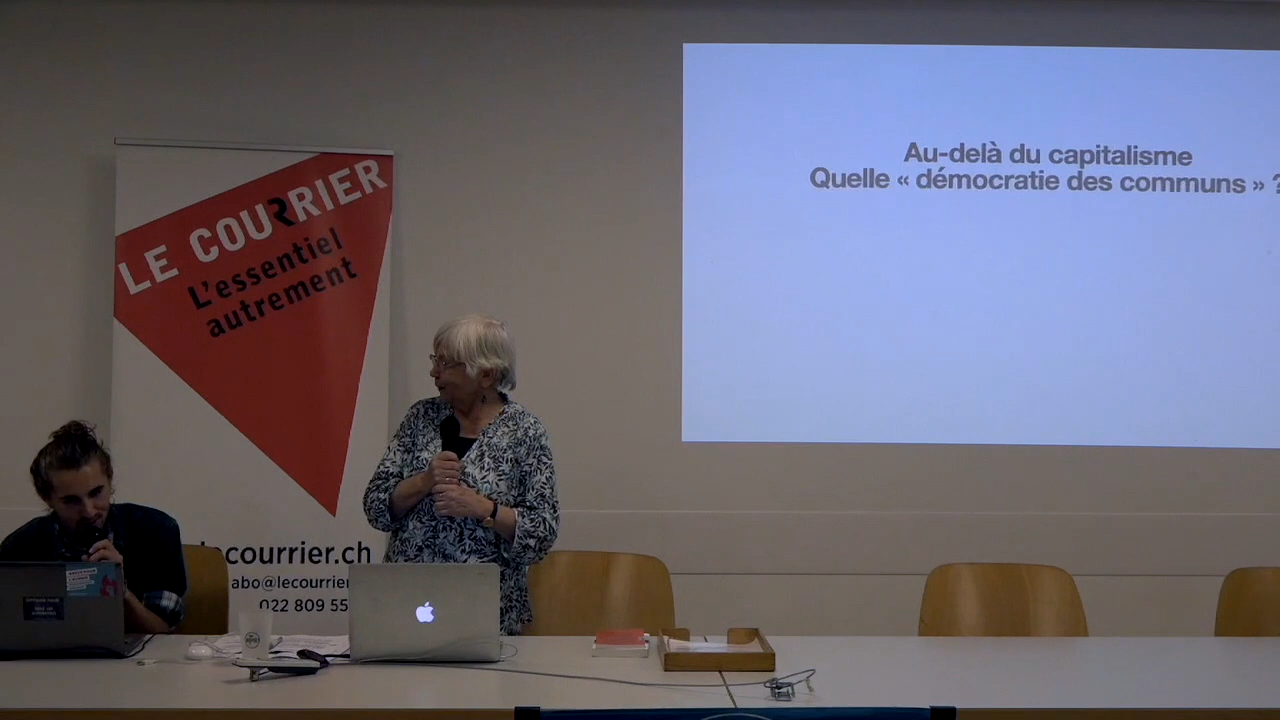 LE COURRIER
L'essentiel
autrement
lecourrier.ch
abo@lecourrier
022 809 55
Au-delà du capitalisme
Quelle « démocratie des communs » ?